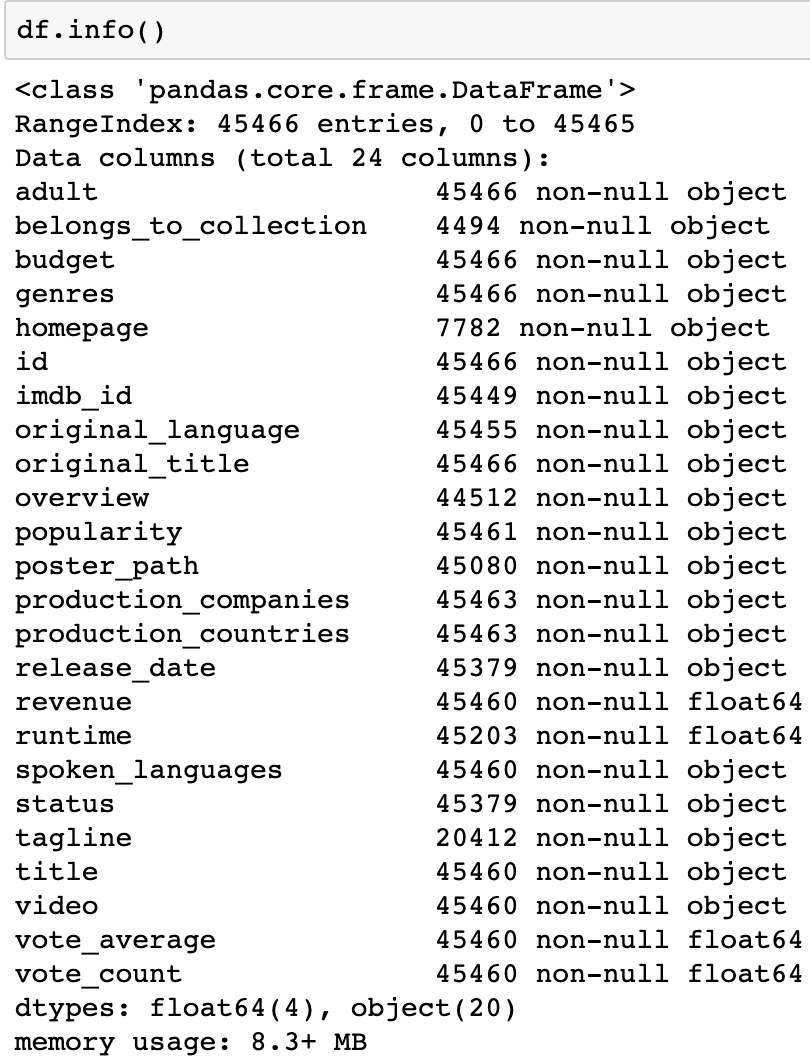 df.info()
<class 'pandas.core.frame.DataFrame'>
RangeIndex: 45466 entries, 0 to 45465
Data columns (total 24 columns):
adult                    45466 non-null object
belongs_to_collection    4494 non-null object
budget                   45466 non-null object
genres                   45466 non-null object
homepage                 7782 non-null object
id                       45466 non-null object
imdb_id                  45449 non-null object
original_language        45455 non-null object
original_title           45466 non-null object
overview                 44512 non-null object
popularity               45461 non-null object
poster_path              45080 non-null object
production_companies     45463 non-null object
production_countries     45463 non-null object
release_date             45379 non-null object
revenue                  45460 non-null float64
runtime                  45203 non-null float64
spoken_languages         45460 non-null object
status                   45379 non-null object
tagline                  20412 non-null object
title                    45460 non-null object
video                    45460 non-null object
vote_average             45460 non-null float64
vote_count               45460 non-null float64
dtypes: float64(4), object(20)
memory usage: 8.3+ MB